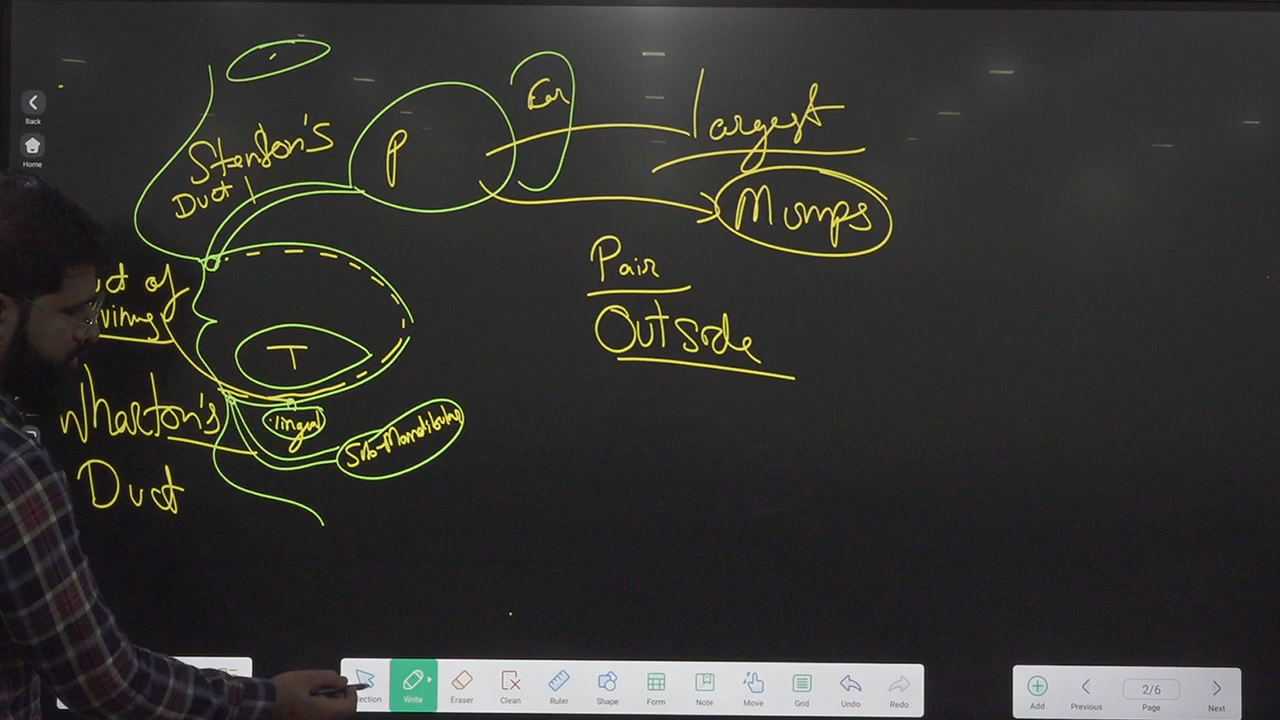 Back
Home
Ear
largest
P
Stenson's
Duct
Mumps
Pair
Outside
of
T
lingual
Sub-Mandibular
Wharton's
Duct
Write
Eraser
Clean
Ruler
Shape
Form
Note
Move
Grid
Undo
Redo
Add
Previous
2/6
Page
Next